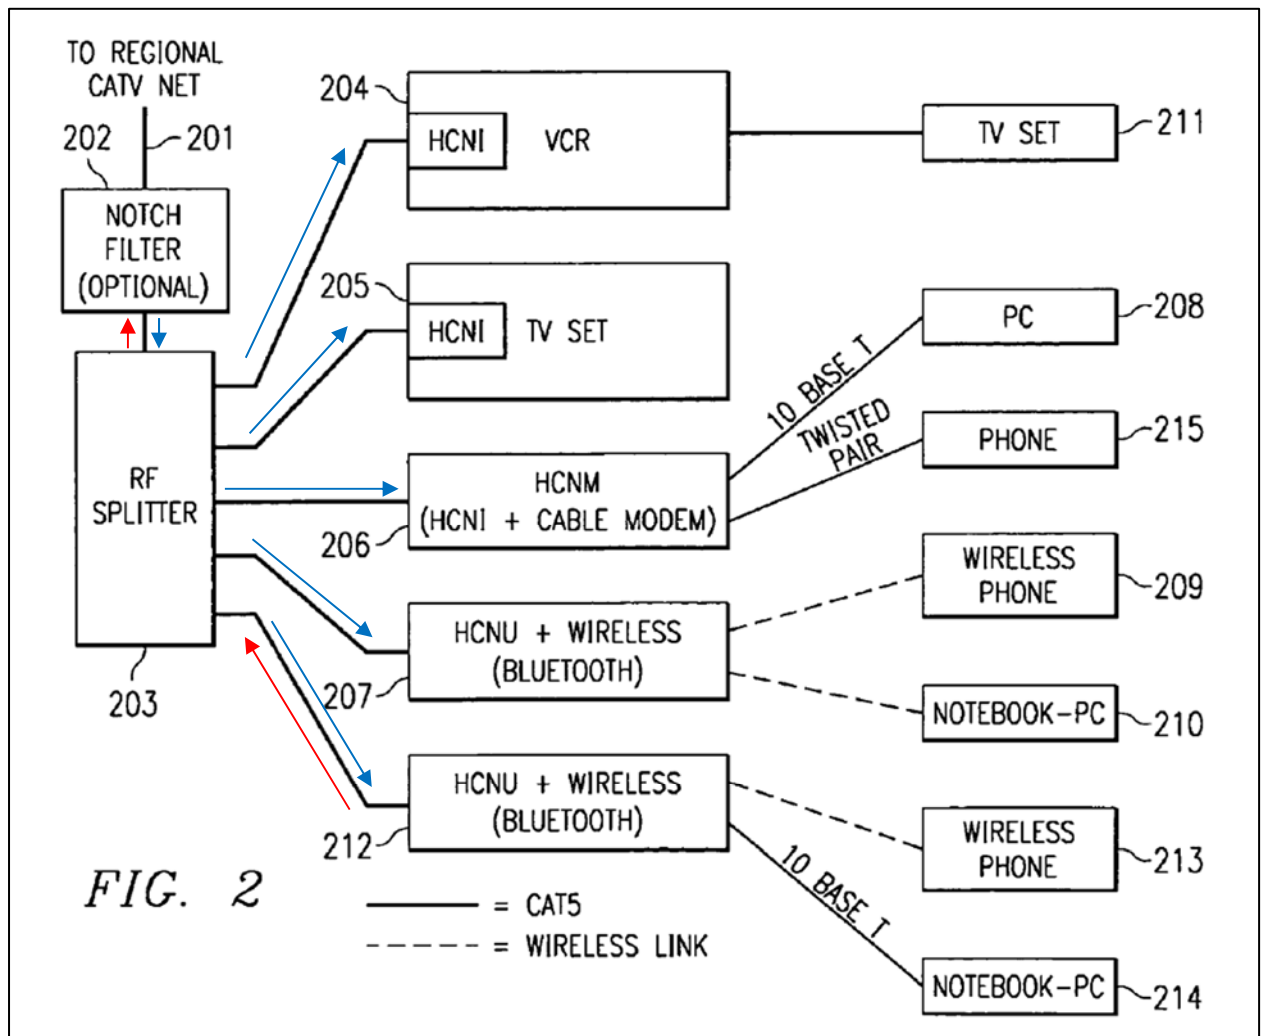 TO REGIONAL
CATV NET
202
201
NOTCH
FILTER
(OPTIONAL)
RF
SPLITTER
203
204
HCNI
VCR
TV SET
211
205
HCNI
TV SET
10 BASE T
PC
208
TWISTED
PAIR
PHONE
215
HCNM
(HCNI + CABLE MODEM)
206
WIRELESS
PHONE
209
HCNU + WIRELESS
(BLUETOOTH)
207
NOTEBOOK-PC
210
HCNU + WIRELESS
(BLUETOOTH)
212
WIRELESS
PHONE
213
10 BASE T
NOTEBOOK-PC
214
FIG. 2
= CAT5
= WIRELESS LINK